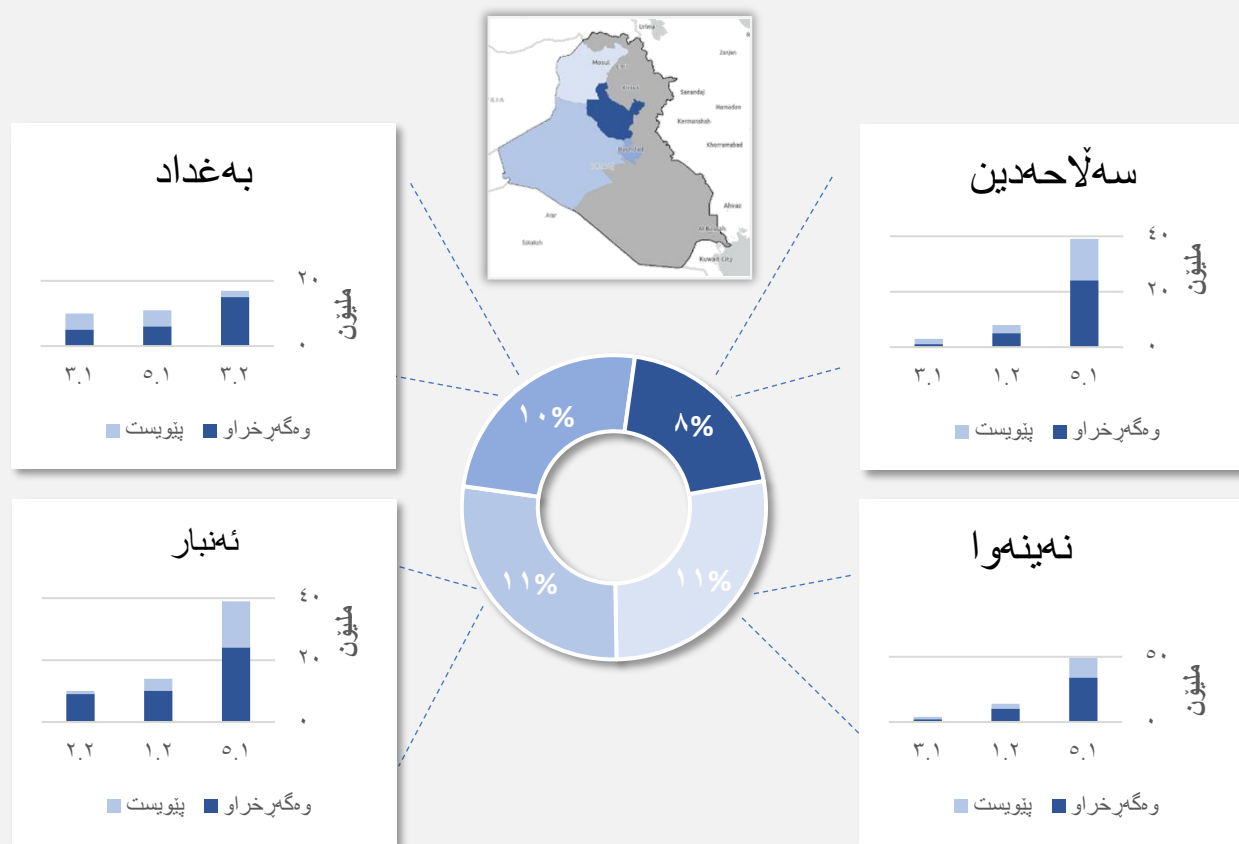 Urmia
Zanjan
Mosul
Kirkuk
Sanandaj
Hamadan
Kermanshah
Khorramabad
Baghdad
Arar
Ahvaz
Al Basrah
Sakakah
Kuwait City
سەڵاحەدین
٤٠
٢٠
٠
ملیۆن
٥.١
١.٢
٣.١
وەگەڕخراو
پێویست
بەغداد
٢٠
٠
ملیۆن
٣.٢
٥.١
٣.١
وەگەڕخراو
پێویست
٨%
١٠%
١١%
١١%
نەینەوا
٥٠
٠
ملیۆن
٥.١
١.٢
٣.١
وەگەڕخراو
پێویست
ئەنبار
٤٠
٢٠
٠
ملیۆن
٥.١
١.٢
٢.٢
وەگەڕخراو
پێویست